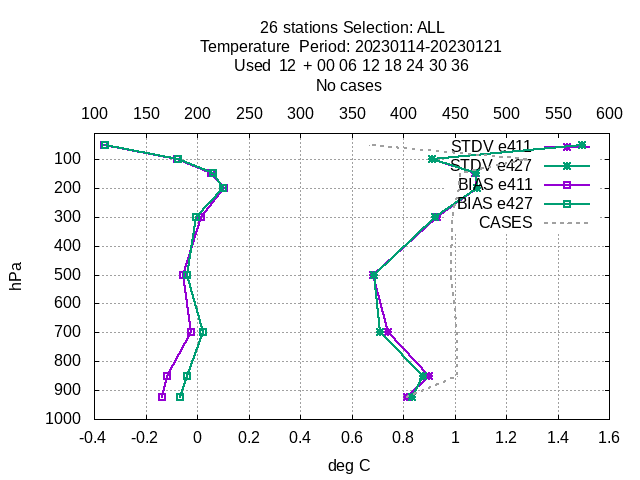 26 stations Selection: ALL
Temperature  Period: 20230114-20230121
Used 12 + 00 06 12 18 24 30 36
No cases
100 150 200 250 300 350 400 450 500 550 600
STDV e411
STDV e427
BIAS e411
BIAS e427
CASES
hPa
100
200
300
400
500
600
700
800
900
1000
-0.4 -0.2 0 0.2 0.4 0.6 0.8 1 1.2 1.4 1.6
deg C